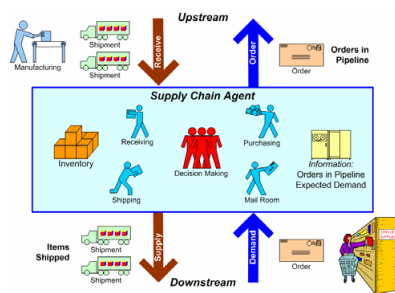 Upstream
Manufacturing
Shipment
Shipment
Receive
Order
Order
Orders in
Pipeline
Supply Chain Agent
Receiving
Purchasing
Inventory
Decision Making
Information:
Orders in Pipeline
Expected Demand
Shipping
Mail Room
Items
Shipped
Shipment
Shipment
Supply
Demand
Order
Downstream